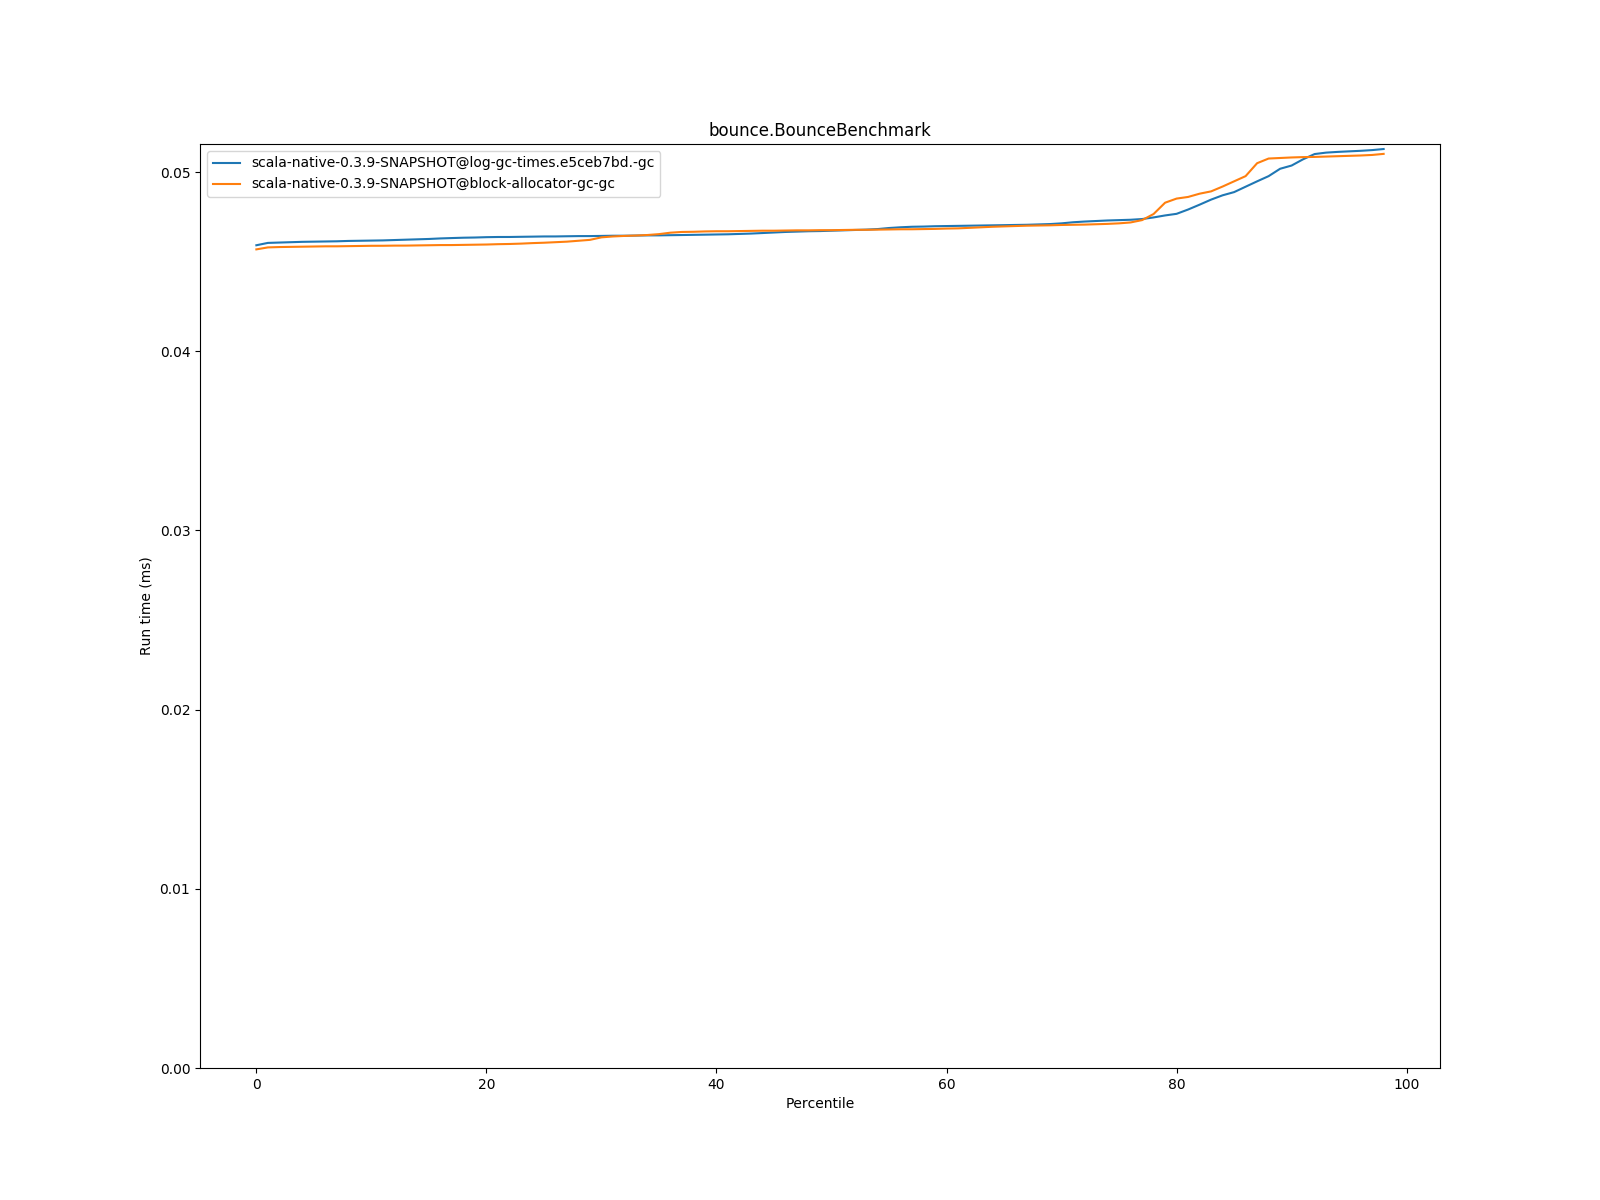 bounce.BounceBenchmark
scala-native-0.3.9-SNAPSHOT@log-gc-times.e5ceb7bd.-gc
scala-native-0.3.9-SNAPSHOT@block-allocator-gc-gc
0.05
0.04
0.03
0.02
0.01
0.00
Run time (ms)
0 20 40 60 80 100
Percentile